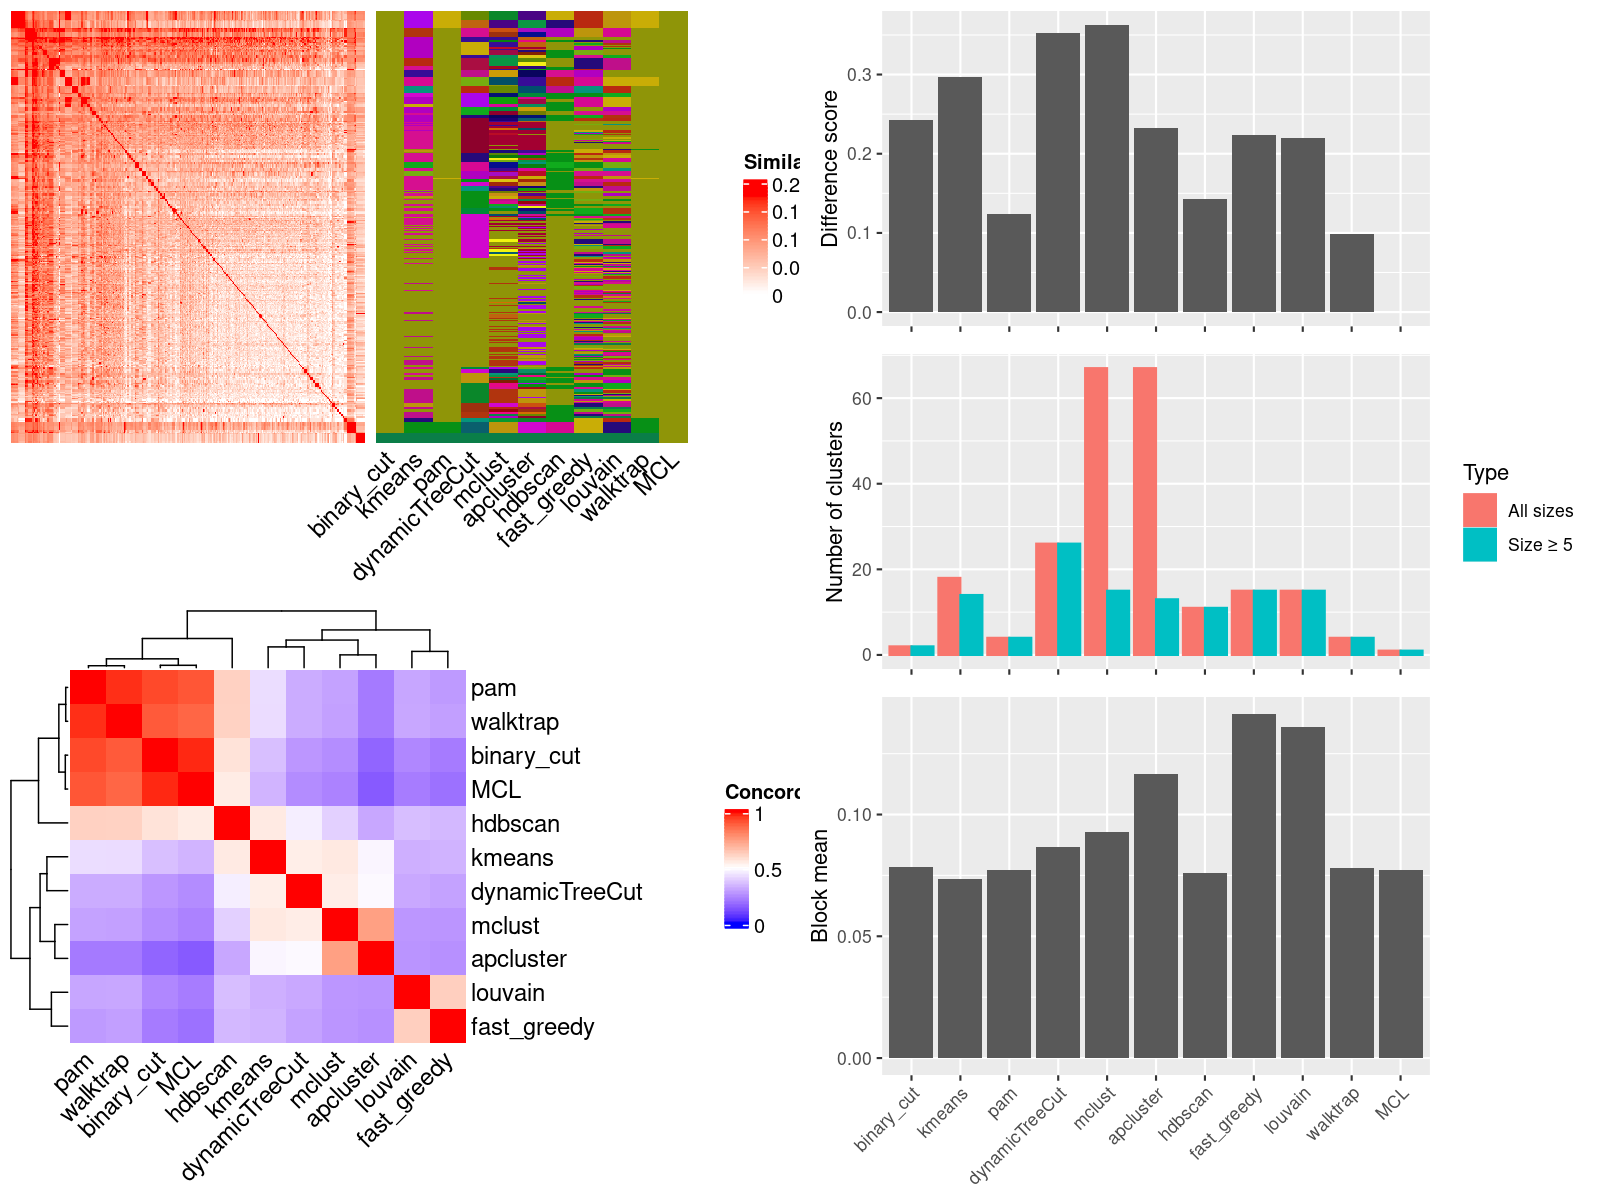 Simila
0.2
0.1
0.1
0.0
0
binary_cut
kmeans
pam
dynamicTreeCut
mclust
apcluster
hdbscan
fast_greedy
louvain
walktrap
MCL
pam
walktrap
binary_cut
MCL
hdbscan
kmeans
dynamicTreeCut
mclust
apcluster
louvain
fast_greedy
pam
walktrap
binary_cut
MCL
hdbscan
kmeans
dynamicTreeCut
mclust
apcluster
louvain
fast_greedy
Concord
1
0.5
0
Difference score
0.3
0.2
0.1
0.0
Number of clusters
60
40
20
0
Type
All sizes
Size ≥ 5
Block mean
0.10
0.05
0.00
binary_cut
kmeans
pam
dynamicTreeCut
mclust
apcluster
hdbscan
fast_greedy
louvain
walktrap
MCL